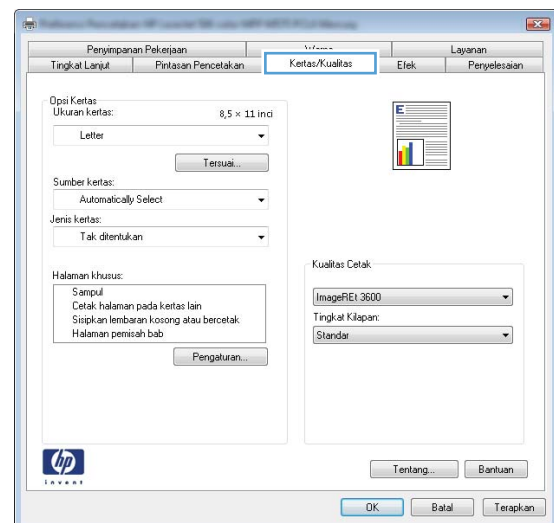 Penyimpanan Pekerjaan Warna Layanan
Tingkat Lanjut Pintasan Pencetakan Kertas/Kualitas Efek Penyelesaian
Opsi Kertas
Ukuran kertas: 8,5 × 11 inci
Letter
Tersuai...
Sumber kertas:
Automatically Select
Jenis kertas:
Tak ditentukan
Halaman khusus:
Sampul
Cetak halaman pada kertas lain
Sisipkan lembaran kosong atau bercetak
Halaman pemisah bab
Pengaturan...
E
Kualitas Cetak
ImageREt 3600
Tingkat Kilapan:
Standar
hp
invent
Tentang... Bantuan
OK Batal Terapkan